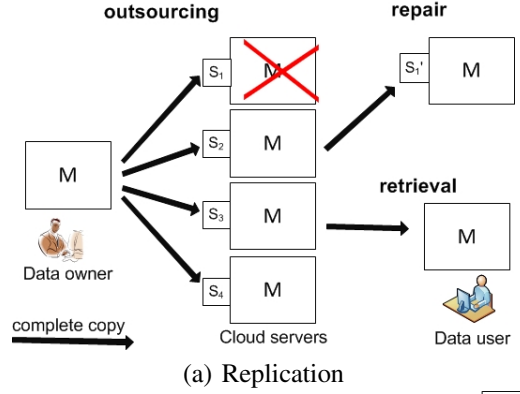 outsourcing
repair
S1
M
S1'
M
S2
M
M
retrieval
S3
M
M
Data owner
S4
M
complete copy
Cloud servers
Data user
(a) Replication